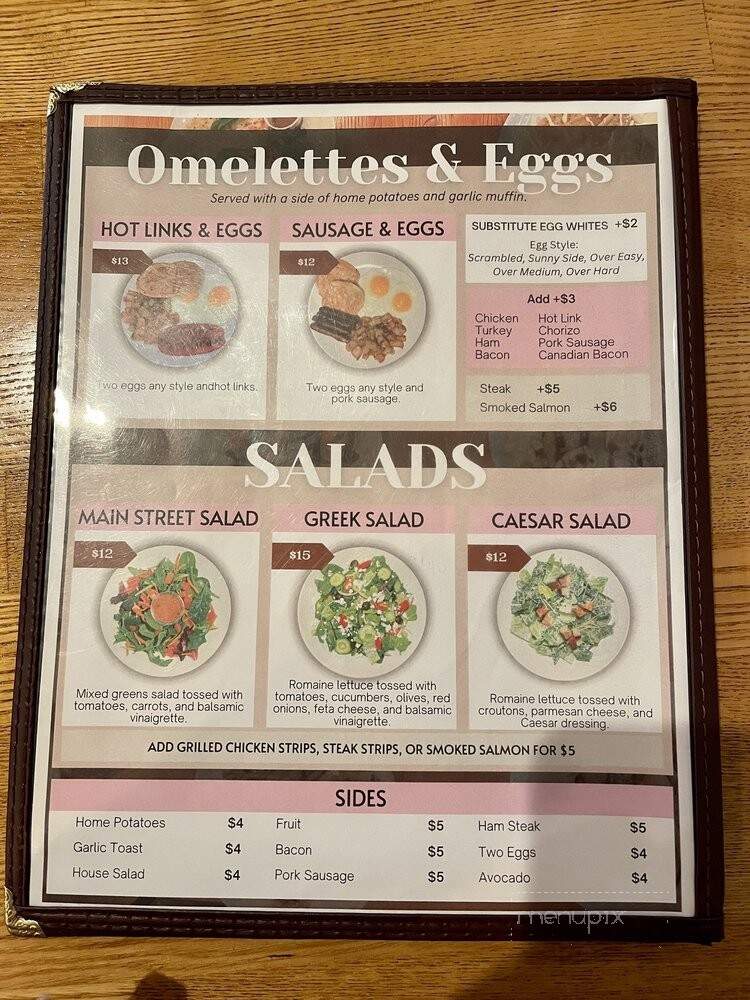 Omelettes & Eggs
Served with a side of home potatoes and garlic muffin.
HOT LINKS & EGGS
$13
Two eggs any style andhot links.
SAUSAGE & EGGS
$12
Two eggs any style and
pork sausage.
SUBSTITUTE EGG WHITES +$2
Egg Style:
Scrambled, Sunny Side, Over Easy,
Over Medium, Over Hard
Add +$3
Chicken Hot Link
Turkey Chorizo
Ham Pork Sausage
Bacon Canadian Bacon
Steak +$5
Smoked Salmon +$6
SALADS
MAIN STREET SALAD
$12
Mixed greens salad tossed with
tomatoes, carrots, and balsamic
vinaigrette.
GREEK SALAD
$15
Romaine lettuce tossed with
tomatoes, cucumbers, olives, red
onions, feta cheese, and balsamic
vinaigrette.
CAESAR SALAD
$12
Romaine lettuce tossed with
croutons, parmesan cheese, and
Caesar dressing.
ADD GRILLED CHICKEN STRIPS, STEAK STRIPS, OR SMOKED SALMON FOR $5
SIDES
Home Potatoes $4 Fruit $5 Ham Steak $5
Garlic Toast $4 Bacon $5 Two Eggs $4
House Salad $4 Pork Sausage $5 Avocado $4
menupix